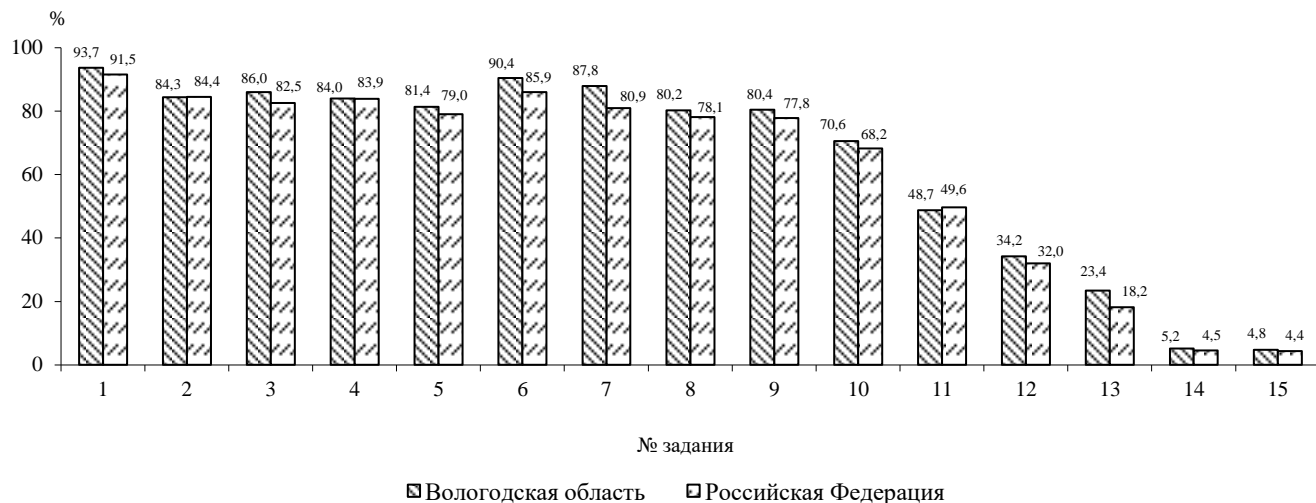 %
100
80
60
40
20
0
93,7 91,5 84,3 84,4 86,0 82,5 84,0 83,9 81,4 79,0 90,4 85,9 87,8 80,9 80,2 78,1 80,4 77,8 70,6 68,2 48,7 49,6 34,2 32,0 23,4 18,2 5,2 4,5 4,8 4,4
1 2 3 4 5 6 7 8 9 10 11 12 13 14 15
№ задания
Вологодская область Российская Федерация